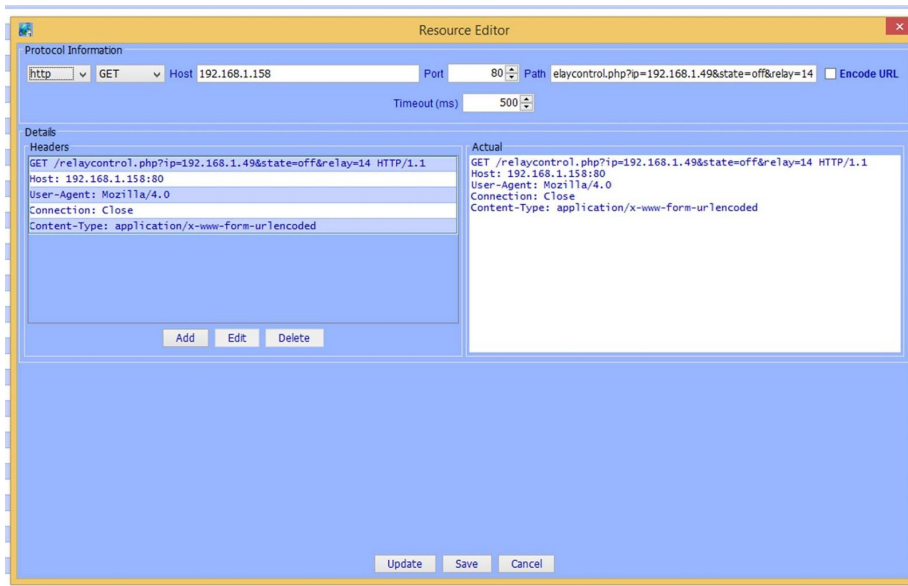 Resource Editor
Protocol Information
http GET Host 192.168.1.158 Port 80 Path elaycontrol.php?ip=192.168.1.49&state=off&relay=14 Encode URL
Timeout (ms) 500
Details
Headers
GET /relaycontrol.php?ip=192.168.1.49&state=off&relay=14 HTTP/1.1
Host: 192.168.1.158:80
User-Agent: Mozilla/4.0
Connection: Close
Content-Type: application/x-www-form-urlencoded
Add Edit Delete
Actual
GET /relaycontrol.php?ip=192.168.1.49&state=off&relay=14 HTTP/1.1
Host: 192.168.1.158:80
User-Agent: Mozilla/4.0
Connection: Close
Content-Type: application/x-www-form-urlencoded
Update Save Cancel